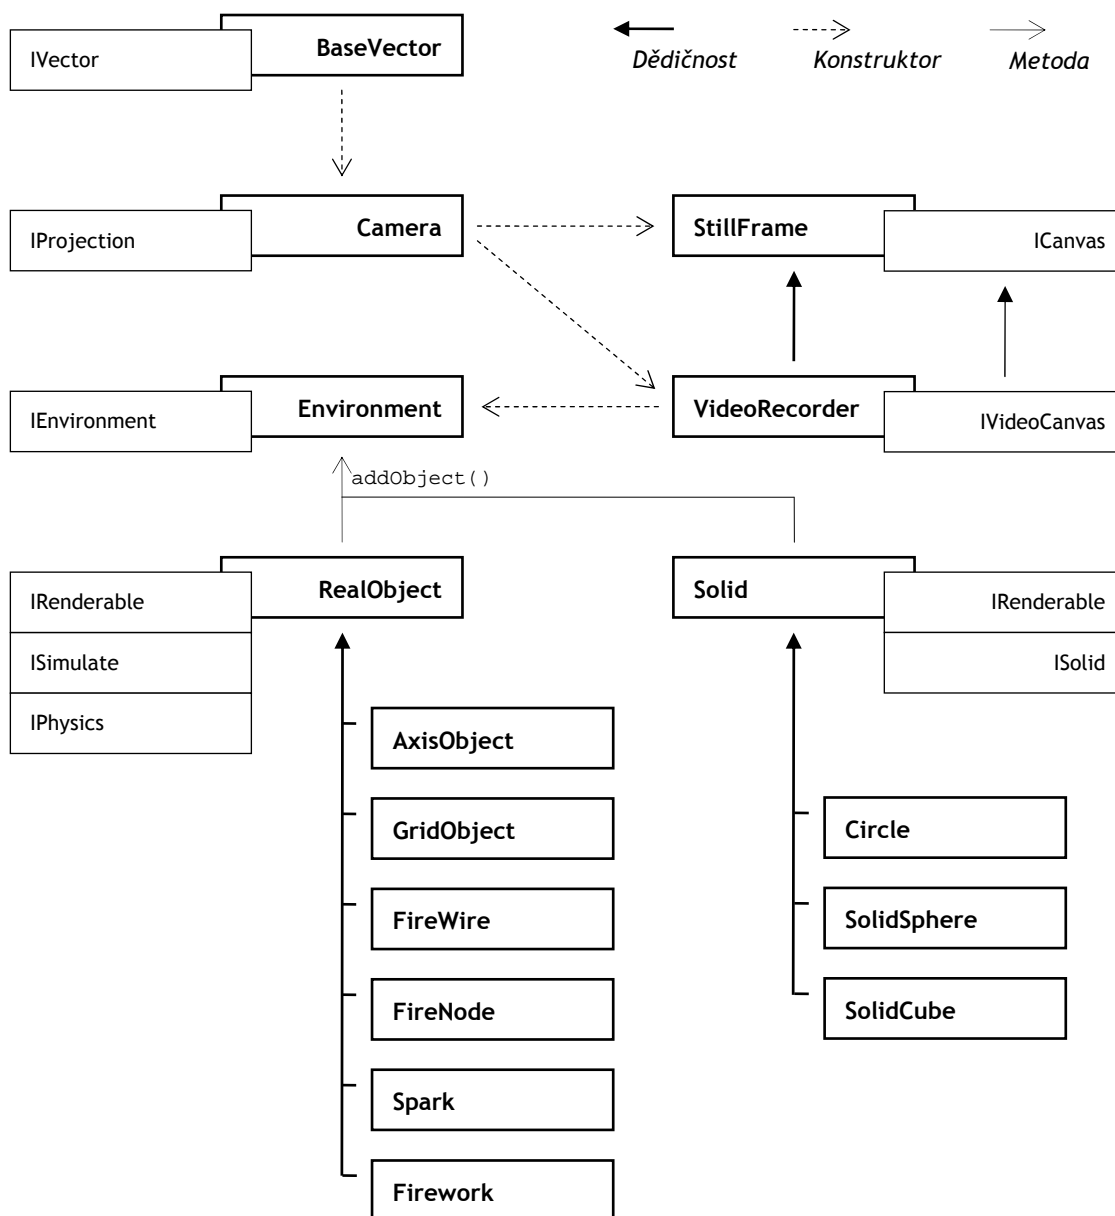 BaseVector
IVector
Dědičnost
Konstruktor
Metoda
Camera
IProjection
StillFrame
ICanvas
Environment
IEnvironment
VideoRecorder
IVideoCanvas
addObject()
RealObject
IRenderable
ISimulate
IPhysics
Solid
IRenderable
ISolid
AxisObject
GridObject
FireWire
FireNode
Spark
Firework
Circle
SolidSphere
SolidCube